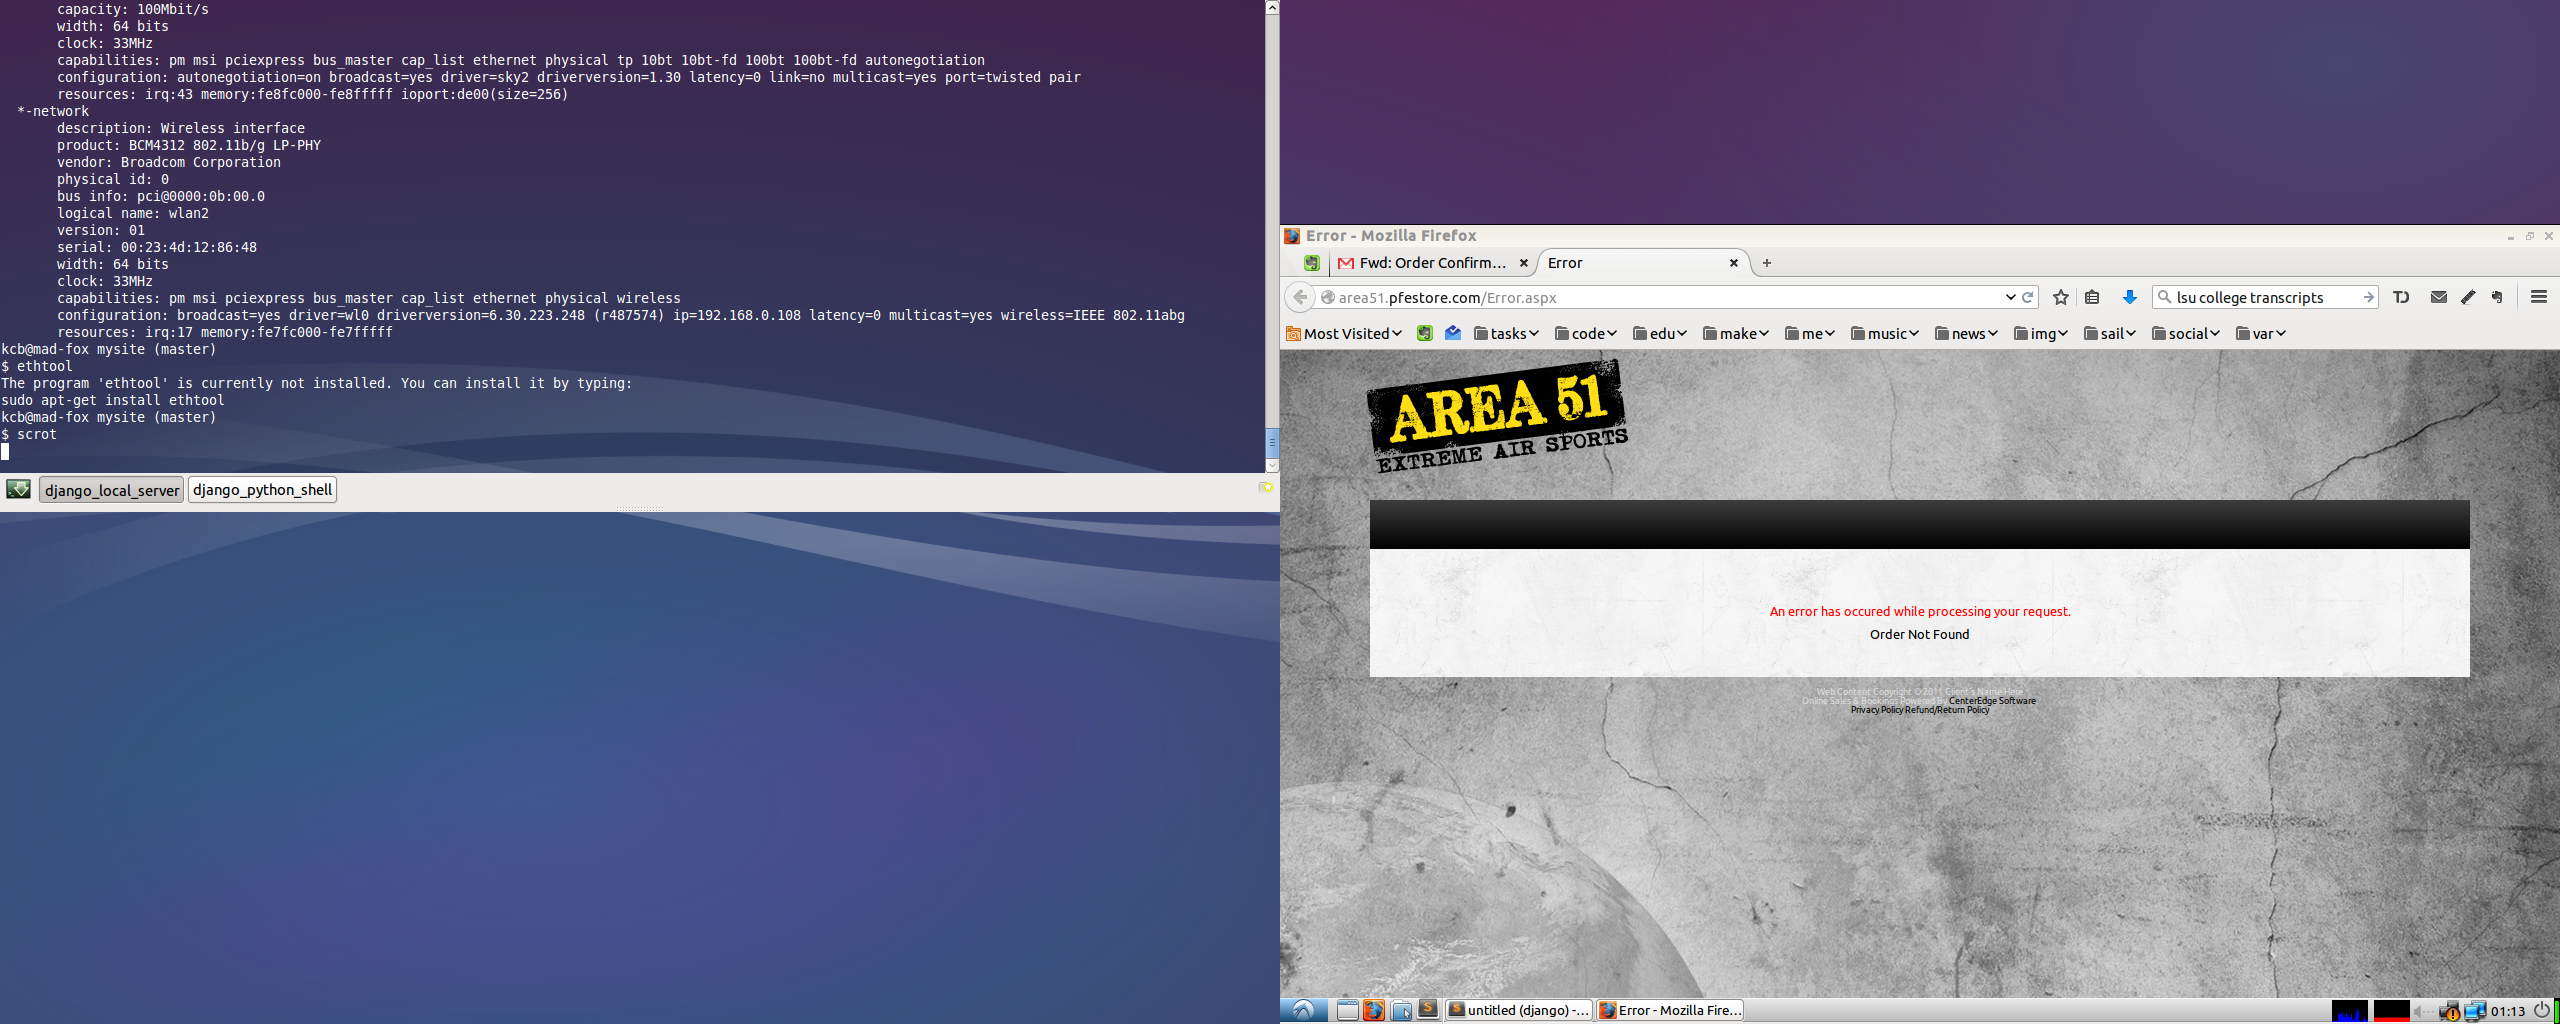 capacity: 100Mbit/s
width: 64 bits
clock: 33MHz
capabilities: pm msi pciexpress bus_master cap_list ethernet physical tp 10bt 10bt-fd 100bt 100bt-fd autonegotiation
configuration: autonegotiation=on broadcast=yes driver=sky2 driverversion=1.30 latency=0 link=no multicast=yes port=twisted pair
resources: irq:43 memory:fe8fc000-fe8fffff ioport:de00(size=256)
*-network
description: Wireless interface
product: BCM4312 802.11b/g LP-PHY
vendor: Broadcom Corporation
physical id: 0
bus info: pci@0000:0b:00.0
logical name: wlan2
version: 01
serial: 00:23:4d:12:86:48
width: 64 bits
clock: 33MHz
capabilities: pm msi pciexpress bus_master cap_list ethernet physical wireless
configuration: broadcast=yes driver=wl0 driverversion=6.30.223.248 (r487574) ip=192.168.0.108 latency=0 multicast=yes wireless=IEEE 802.11abg
resources: irq:17 memory:fe7fc000-fe7fffff
kcb@mad-fox mysite (master)
$ ethtool
The program 'ethtool' is currently not installed. You can install it by typing:
sudo apt-get install ethtool
kcb@mad-fox mysite (master)
$ scrot
django_local_server django_python_shell
Error - Mozilla Firefox
Fwd: Order Confirm... Error
area51.pfestore.com/Error.aspx lsu college transcripts
Most Visited tasks code edu make me music news img sail social var
AREA 51
EXTREME AIR SPORTS
An error has occured while processing your request.
Order Not Found
Web Content Copyright © 2011 Client's Name Here
Online Sales & Bookings Powered By CenterEdge Software
Privacy Policy Refund/Return Policy
untitled (django) -... Error - Mozilla Fire... 01:13